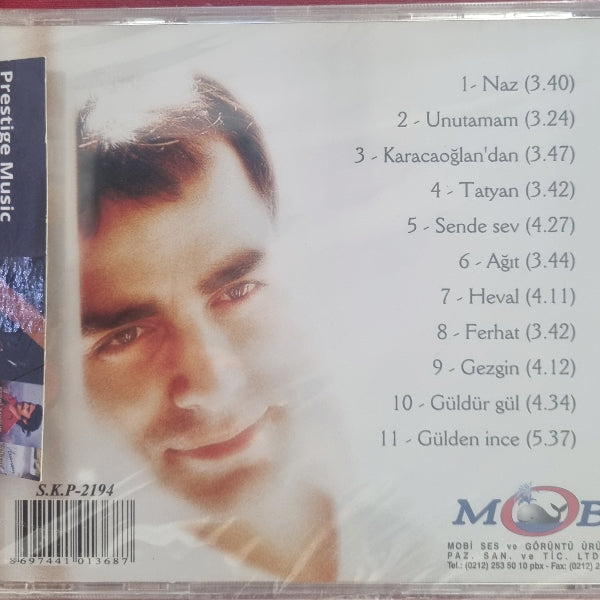 Prestige Music
1- Naz (3.40)
2 - Unutamam (3.24)
3 - Karacaoğlan'dan (3.47)
4 - Tatyan (3.42)
5 - Sende sev (4.27)
6 - Ağıt (3.44)
7 - Heval (4.11)
8 - Ferhat (3.42)
9 - Gezgin (4.12)
10 - Güldür gül (4.34)
11 - Gülden ince (5.37)
S.K.P-2194
8 697441 013687
MOB
MOBİ SES ve GÖRÜNTÜ ÜRÜ
PAZ. SAN. ve TİC. LTD
Tel.: (0212) 253 50 10 pbx - Fax: (0212) 2